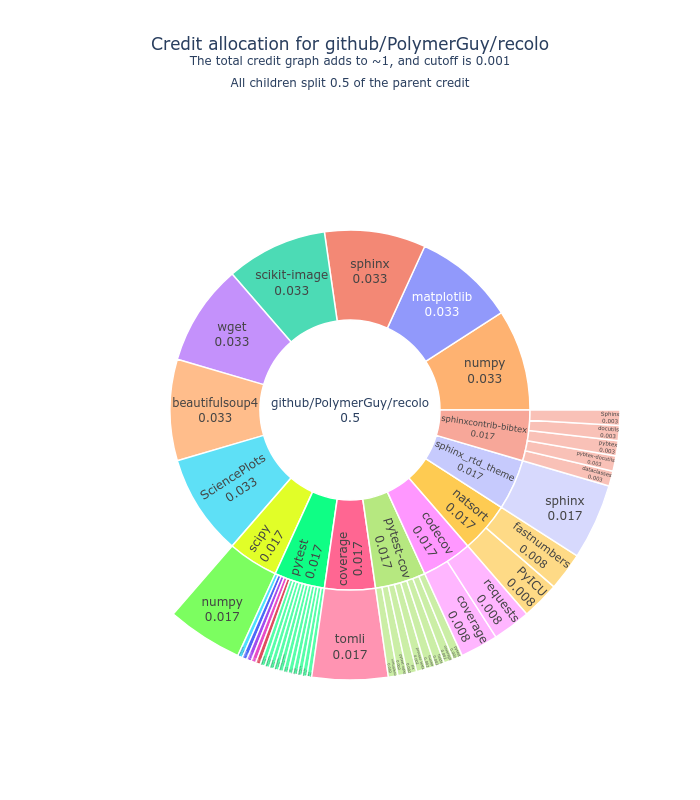 Credit allocation for github/PolymerGuy/recolo
The total credit graph adds to ~1, and cutoff is 0.001
All children split 0.5 of the parent credit
github/PolymerGuy/recolo
0.5
numpy
0.033
matplotlib
0.033
sphinx
0.033
scikit-image
0.033
wget
0.033
beautifulsoup4
0.033
SciencePlots
0.033
scipy
0.017
pytest
0.017
coverage
0.017
pytest-cov
0.017
codecov
0.017
natsort
0.017
sphinx_rtd_theme
0.017
sphinxcontrib-bibtex
0.017
Sphinx
0.003
docutils
0.003
pybtex
0.003
pybtex-docutils
0.003
dataclasses
0.003
sphinx
0.017
fastnumbers
0.008
PyICU
0.008
requests
0.008
coverage
0.008
tomli
0.017
numpy
0.017